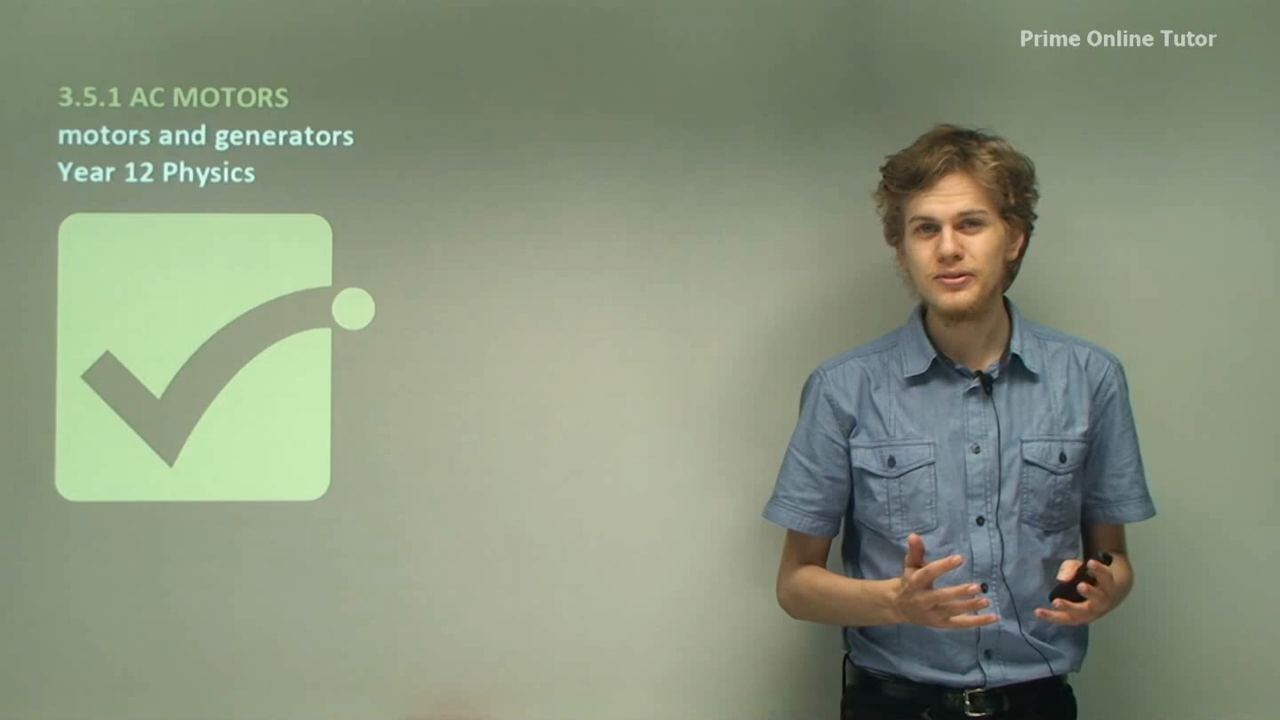 Prime Online Tutor
3.5.1 AC MOTORS
motors and generators
Year 12 Physics